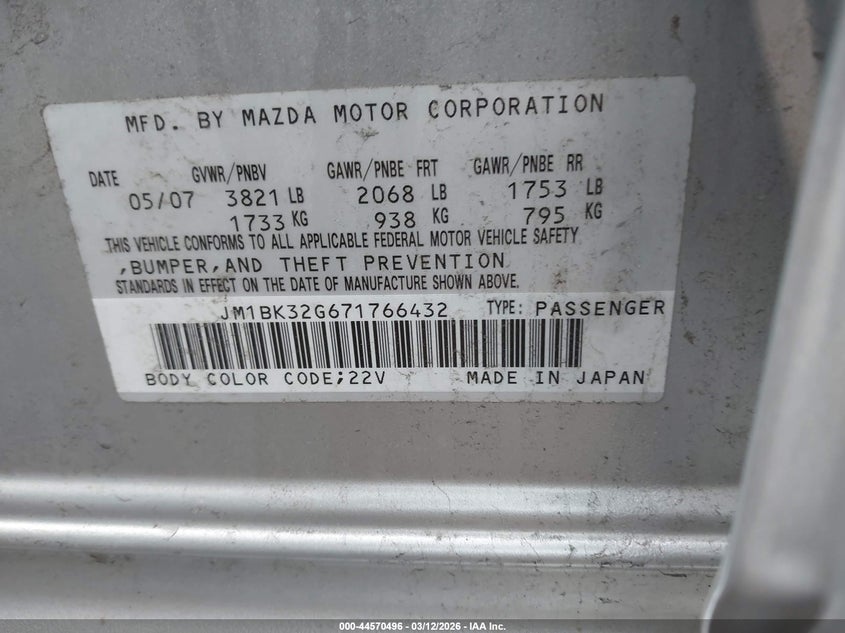 MFD. BY MAZDA MOTOR CORPORATION
DATE GVWR/PNBV GAWR/PNBE FRT GAWR/PNBE RR
05/07 3821 LB 2068 LB 1753 LB
1733 KG 938 KG 795 KG
THIS VEHICLE CONFORMS TO ALL APPLICABLE FEDERAL MOTOR VEHICLE SAFETY
,BUMPER,AND THEFT PREVENTION
STANDARDS IN EFFECT ON THE DATE OF MANUFACTURE SHOWN ABOVE.
JM1BK32G671766432 TYPE: PASSENGER
BODY COLOR CODE;22V MADE IN JAPAN
000-44570496 - 03/12/2026 - IAA Inc.